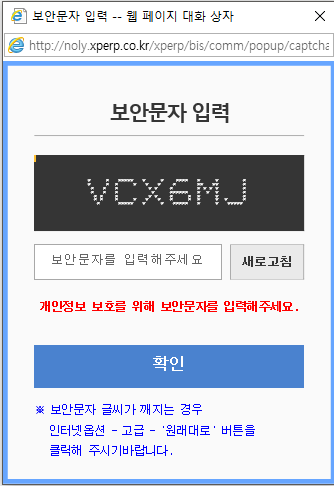 보안문자 입력 -- 웹 페이지 대화 상자
http://noly.xperp.co.kr/xperp/bis/comm/popup/captcha
보안문자 입력
VCX6MJ
보안문자를 입력해주세요
새로고침
개인정보 보호를 위해 보안문자를 입력해주세요.
확인
※ 보안문자 글씨가 깨지는 경우
인터넷옵션 - 고급 - '원래대로' 버튼을
클릭해 주시기바랍니다.